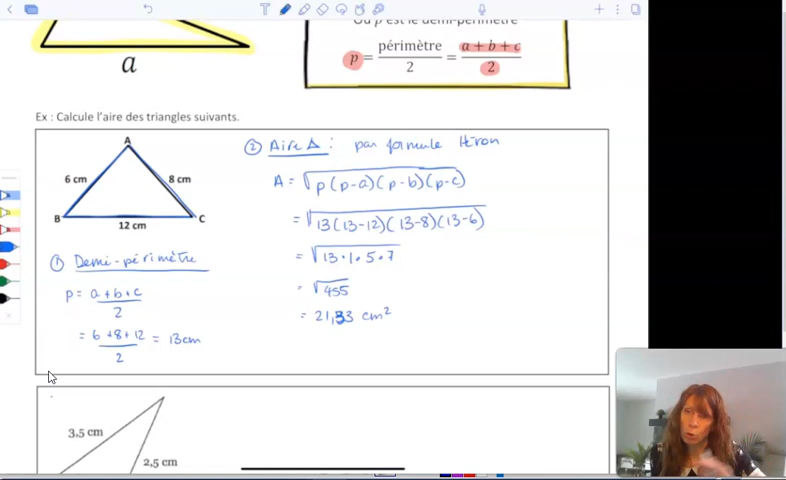 Où p est le demi-périmètre
a
p = périmètre / 2 = a + b + c / 2
Ex : Calcule l'aire des triangles suivants.
A
6 cm
8 cm
B
C
12 cm
① Demi-périmètre
p = a+b+c / 2
= 6+8+12 / 2 = 13cm
② Aire Δ : par formule Héron
A = √p(p-a)(p-b)(p-c)
= √13(13-12)(13-8)(13-6)
= √13·1·5·7
= √455
= 21,33 cm²
3,5 cm
2,5 cm